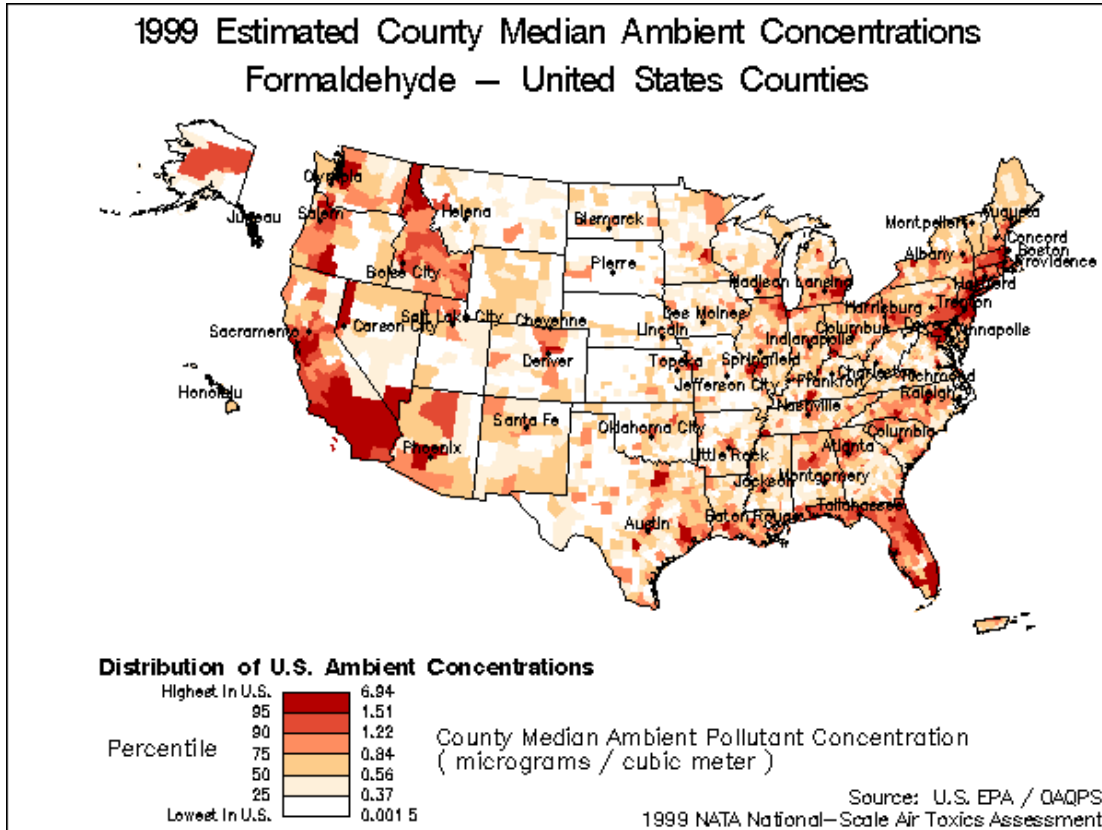 1999 Estimated County Median Ambient Concentrations
Formaldehyde — United States Counties
Olympia
Salem
Helena
Bismarck
Montpelier
Augusta
Juneau
Concord
Boston
Albany
Providence
Boise City
Pierre
Madison Lansing
Hartford
Harrisburg
Trenton
Sacramento
Carson City
Salt Lake City
Cheyenne
Des Moines
Columbus
Annapolis
Lincoln
Indianapolis
Denver
Topeka
Springfield
Charleston
Richmond
Honolulu
Jefferson City
Frankfort
Raleigh
Nashville
Santa Fe
Oklahoma City
Columbia
Phoenix
Little Rock
Atlanta
Jackson
Montgomery
Tallahassee
Austin
Baton Rouge
Distribution of U.S. Ambient Concentrations
Highest In U.S. 6.94
95 1.51
90 1.22
Percentile 75 0.84
50 0.56
25 0.37
Lowest In U.S. 0.0015
County Median Ambient Pollutant Concentration
( micrograms / cubic meter )
Source: U.S. EPA / OAQPS
1999 NATA National–Scale Air Toxics Assessment